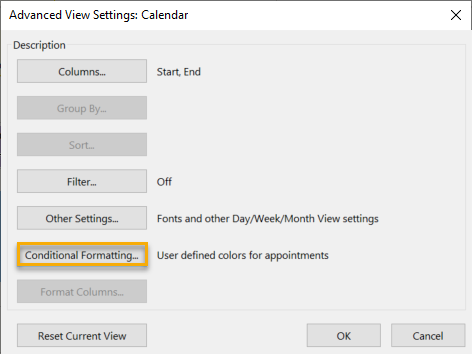 Advanced View Settings: Calendar
Description
Columns... Start, End
Group By...
Sort...
Filter... Off
Other Settings... Fonts and other Day/Week/Month View settings
Conditional Formatting... User defined colors for appointments
Format Columns...
Reset Current View OK Cancel